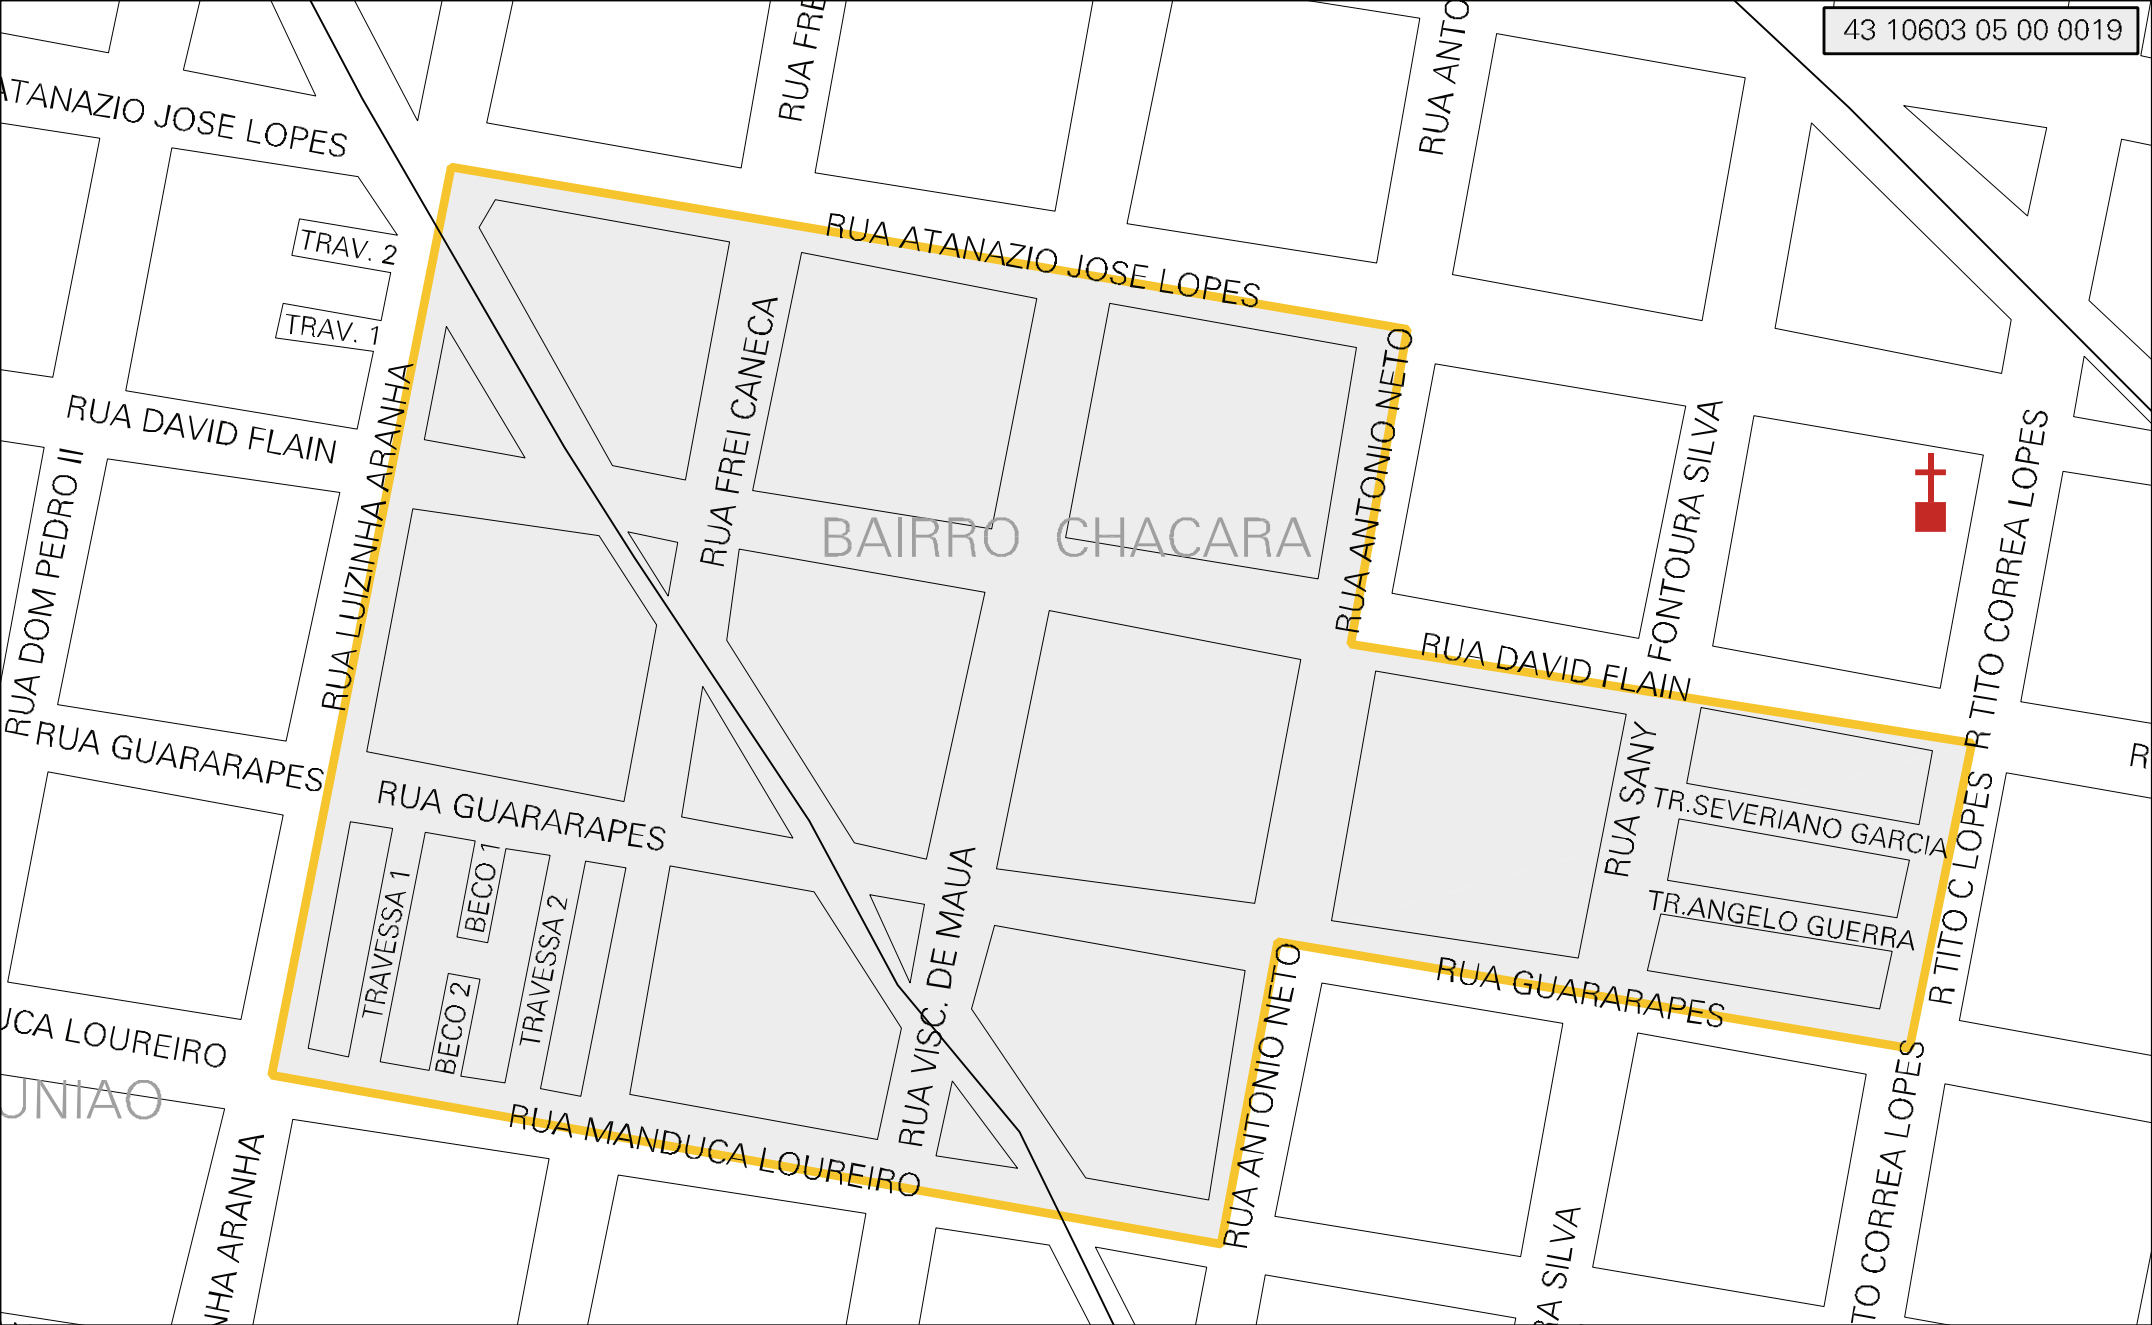 43 10603 05 00 0019
RUA FRE
RUA ANTO
ATANAZIO JOSE LOPES
TRAV. 2
TRAV. 1
RUA ATANAZIO JOSE LOPES
RUA FREI CANECA
RUA ANTONIO NETO
RUA LUIZINHA ARANHA
RUA DAVID FLAIN
RUA DOM PEDRO II
FONTOURA SILVA
R TITO CORREA LOPES
BAIRRO CHACARA
RUA DAVID FLAIN
RUA GUARARAPES
RUA SANY
R
TR.SEVERIANO GARCIA
R TITO C LOPES
RUA GUARARAPES
TRAVESSA 1
BECO 1
TRAVESSA 2
BECO 2
RUA VISC. DE MAUA
TR.ANGELO GUERRA
RUA GUARARAPES
RUA ANTONIO NETO
UCA LOUREIRO
UNIAO
RUA MANDUCA LOUREIRO
NHA ARANHA
RA SILVA
TO CORREA LOPES